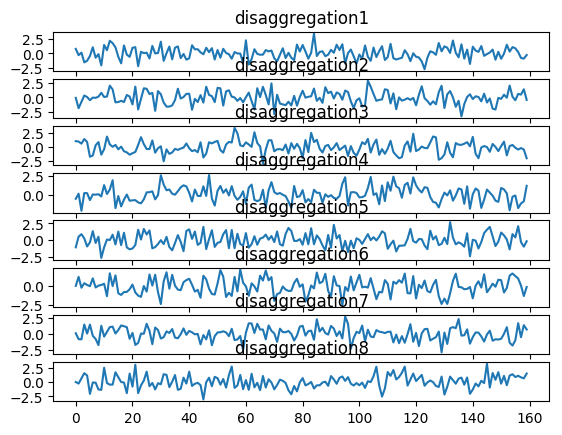 disaggregation1
2.5
0.0
−2.5
disaggregation2
2.5
0.0
−2.5
disaggregation3
2.5
0.0
−2.5
disaggregation4
2.5
0.0
disaggregation5
2.5
0.0
−2.5
disaggregation6
0.0
−2.5
disaggregation7
2.5
0.0
−2.5
disaggregation8
2.5
0.0
−2.5
0 20 40 60 80 100 120 140 160